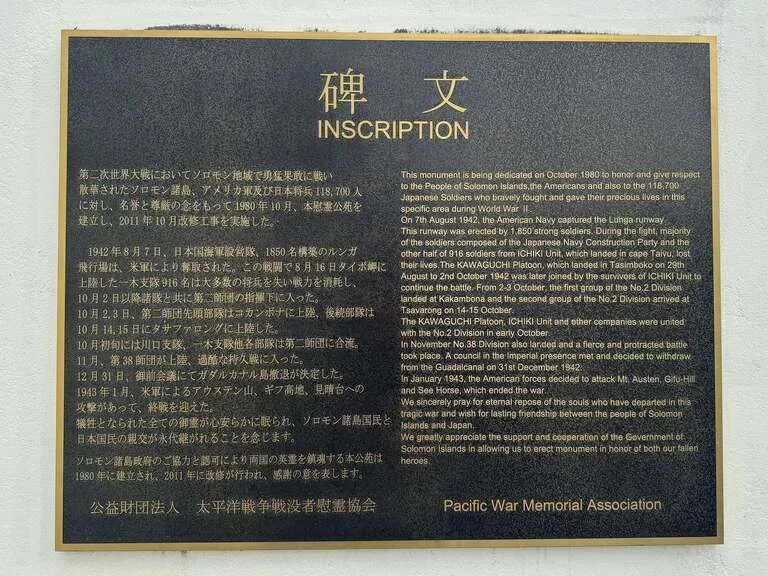 碑 文
INSCRIPTION
第二次世界大戦においてソロモン地域で勇猛果敢に戦い
散華されたソロモン諸島、アメリカ軍及び日本将兵118,700人
に対し、名誉と尊厳の念をもって1980年10月、本慰霊公苑を
建立し、2011年10月改修工事を実施した。
1942年8月7日、日本国海軍設営隊、1850名構築のルンガ
飛行場は、米軍により奪取された。この戦闘で8月16日タイボ岬に
上陸した一木支隊916名は大多数の将兵を失い戦力を消耗し、
10月2日以降諸隊と共に第二師団の指揮下に入った。
10月2,3日、第二師団先頭部隊はコカンボナに上陸、後続部隊は
10月14,15日にタサファロングに上陸した。
10月初旬には川口支隊、一木支隊他各部隊は第二師団に合流。
11月、第38師団が上陸、過酷な持久戦に入った。
12月31日、御前会議にてガダルカナル島撤退が決定した。
1943年1月、米軍によるアウステン山、ギフ高地、見晴台への
攻撃があって、終戦を迎えた。
犠牲となられた全ての御霊が心安らかに眠られ、ソロモン諸島国民と
日本国民の親交が永代継がれることを念じます。
ソロモン諸島政府のご協力と認可により両国の英霊を鎮魂する本公苑は
1980年に建立され、2011年に改修が行われ、感謝の意を表します。
公益財団法人 太平洋戦争戦没者慰霊協会
This monument is being dedicated on October 1980 to honor and give respect
to the People of Solomon Islands,the Americans and also to the 118,700
Japanese Soldiers who bravely fought and gave their precious lives in this
specific area during World War II.
On 7th August 1942, the American Navy captured the Lunga runway.
This runway was erected by 1,850 strong soldiers. During the fight, majority
of the soldiers composed of the Japanese Navy Construction Party and the
other half of 916 soldiers from ICHIKI Unit, which landed in cape Taivu, lost
their lives.The KAWAGUCHI Platoon, which landed in Tasimboko on 29th
August to 2nd October 1942 was later joined by the survivors of ICHIKI Unit to
continue the battle. From 2-3 October, the first group of the No.2 Division
landed at Kakambona and the second group of the No.2 Division arrived at
Tsavarong on 14-15 October.
The KAWAGUCHI Platoon, ICHIKI Unit and other companies were united
with the No.2 Division in early October.
In November No.38 Division also landed and a fierce and protracted battle
took place. A council in the Imperial presence met and decided to withdraw
from the Guadalcanal on 31st December 1942.
In January 1943, the American forces decided to attack Mt. Austen, Gifu-Hill
and See Horse, which ended the war.
We sincerely pray for eternal repose of the souls who have departed in this
tragic war and wish for lasting friendship between the people of Solomon
Islands and Japan.
We greatly appreciate the support and cooperation of the Government of
Solomon Islands in allowing us to erect monument in honor of both our fallen
heroes.
Pacific War Memorial Association